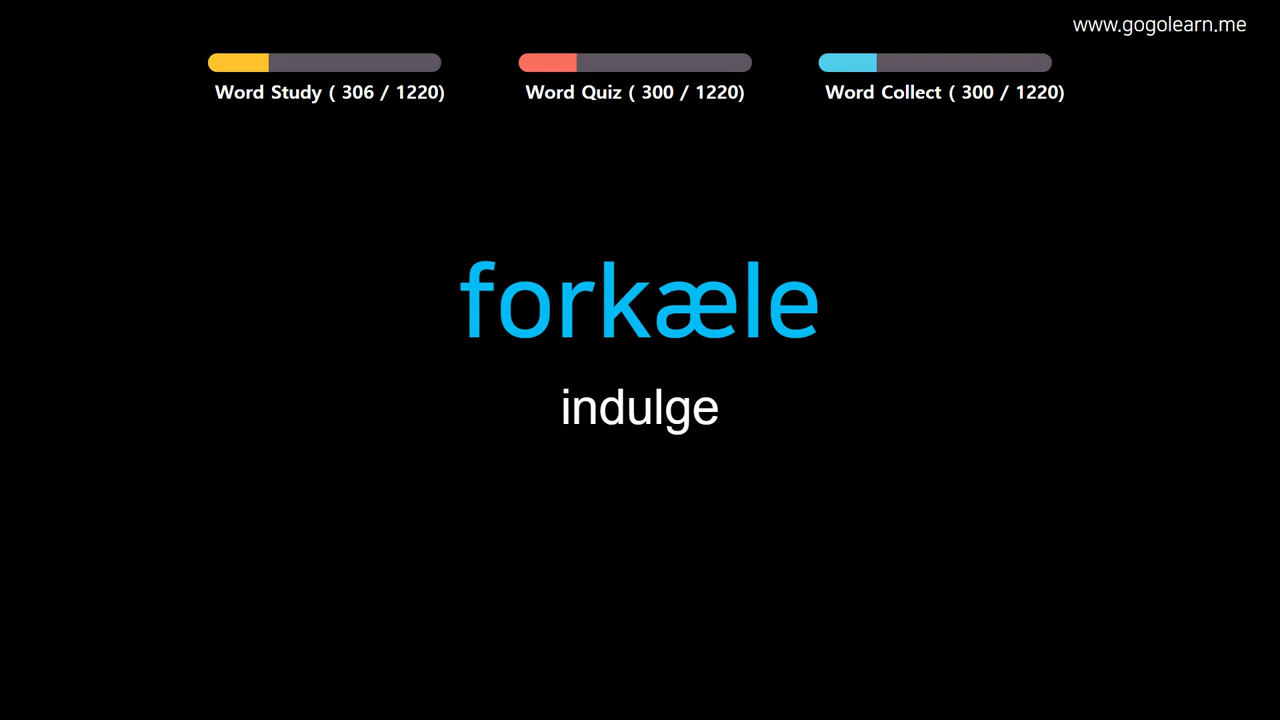 www.gogolearn.me
Word Study ( 306 / 1220)
Word Quiz ( 300 / 1220)
Word Collect ( 300 / 1220)
forkæle
indulge